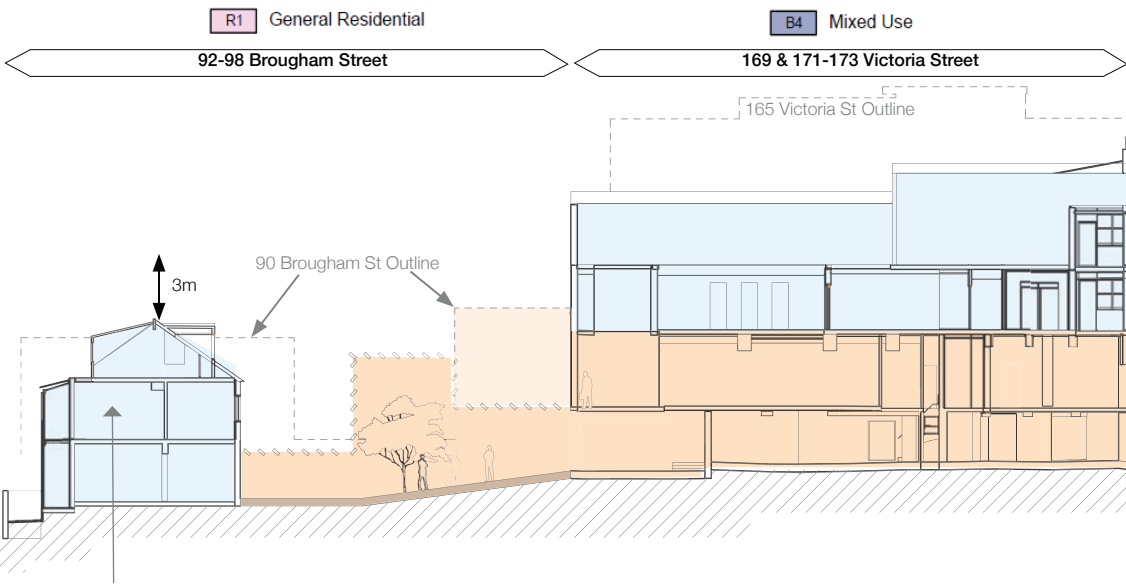 R1 General Residential
B4 Mixed Use
92-98 Brougham Street
169 & 171-173 Victoria Street
165 Victoria St Outline
90 Brougham St Outline
3m